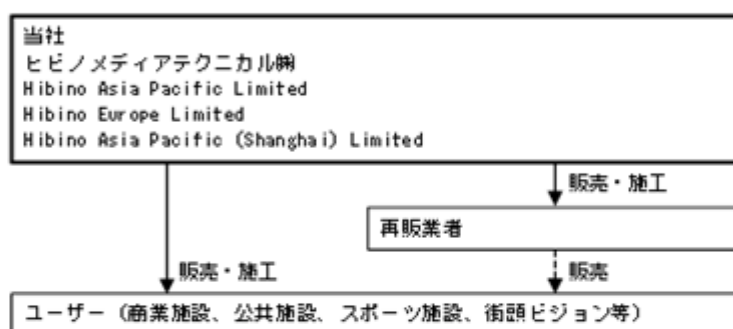 当社
ヒビノメディアテクニカル㈱
Hibino Asia Pacific Limited
Hibino Europe Limited
Hibino Asia Pacific (Shanghai) Limited
販売・施工
再販業者
販売・施工
販売
ユーザー（商業施設、公共施設、スポーツ施設、街頭ビジョン等）